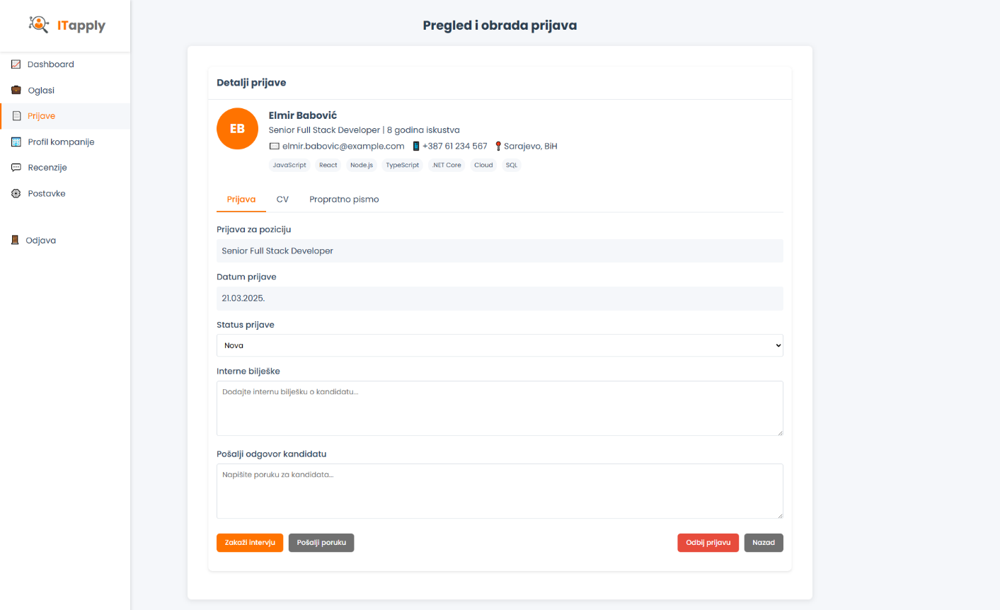 ITapply
Dashboard
Oglasi
Prijave
Profil kompanije
Recenzije
Postavke
Odjava
Pregled i obrada prijava
Detalji prijave
EB
Elmir Babović
Senior Full Stack Developer | 8 godina iskustva
elmir.babovic@example.com +387 61 234 567 Sarajevo, BiH
JavaScript React Node.js TypeScript .NET Core Cloud SQL
Prijava CV Propratno pismo
Prijava za poziciju
Senior Full Stack Developer
Datum prijave
21.03.2025.
Status prijave
Nova
Interne bilješke
Dodajte internu bilješku o kandidatu...
Pošalji odgovor kandidatu
Napišite poruku za kandidata...
Zakaži intervju Pošalji poruku Odbij prijavu Nazad